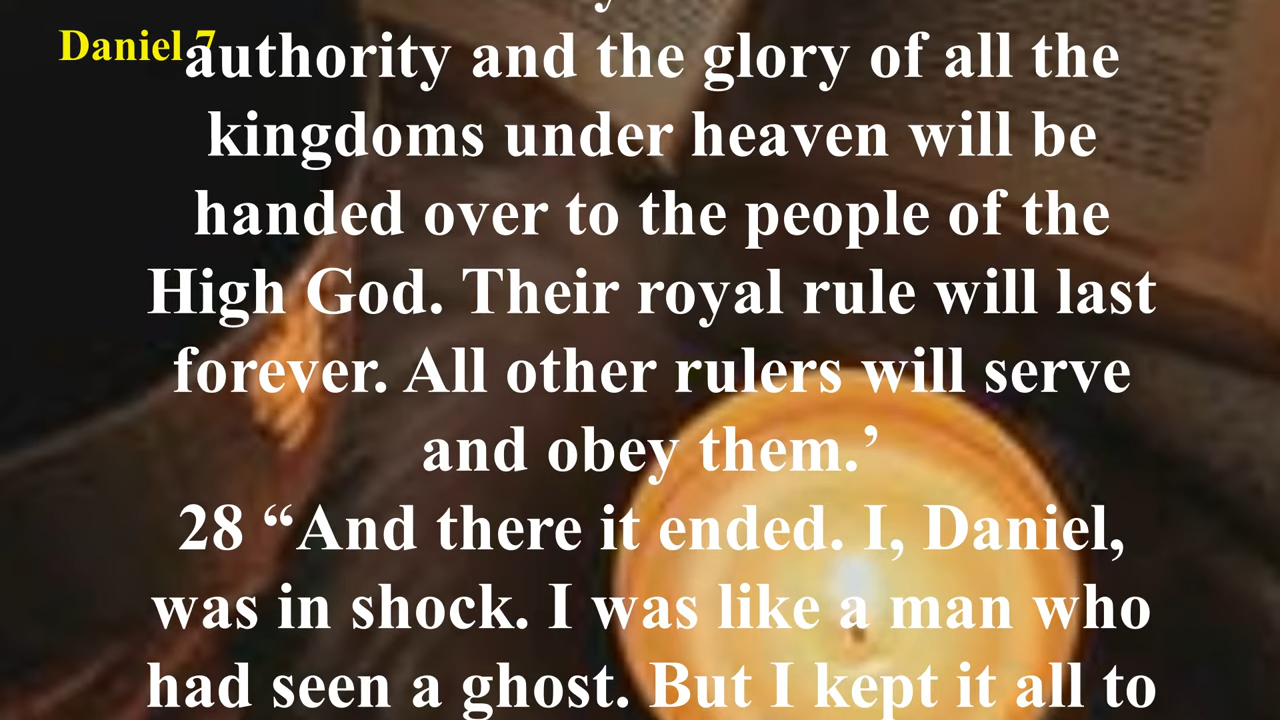 Daniel 7
authority and the glory of all the
kingdoms under heaven will be
handed over to the people of the
High God. Their royal rule will last
forever. All other rulers will serve
and obey them.’
28 “And there it ended. I, Daniel,
was in shock. I was like a man who
had seen a ghost. But I kept it all to